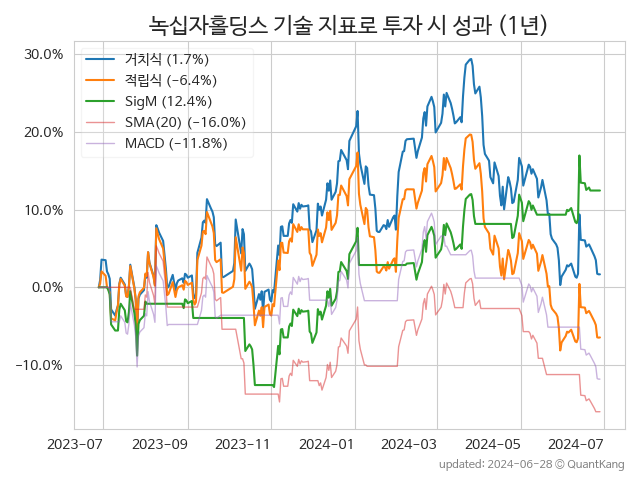 녹십자홀딩스 기술 지표로 투자 시 성과 (1년)
30.0%
20.0%
10.0%
0.0%
−10.0%
거치식 (1.7%)
적립식 (−6.4%)
SigM (12.4%)
SMA(20) (−16.0%)
MACD (−11.8%)
2023-07 2023-09 2023-11 2024-01 2024-03 2024-05 2024-07
updated: 2024-06-28 © QuantKang